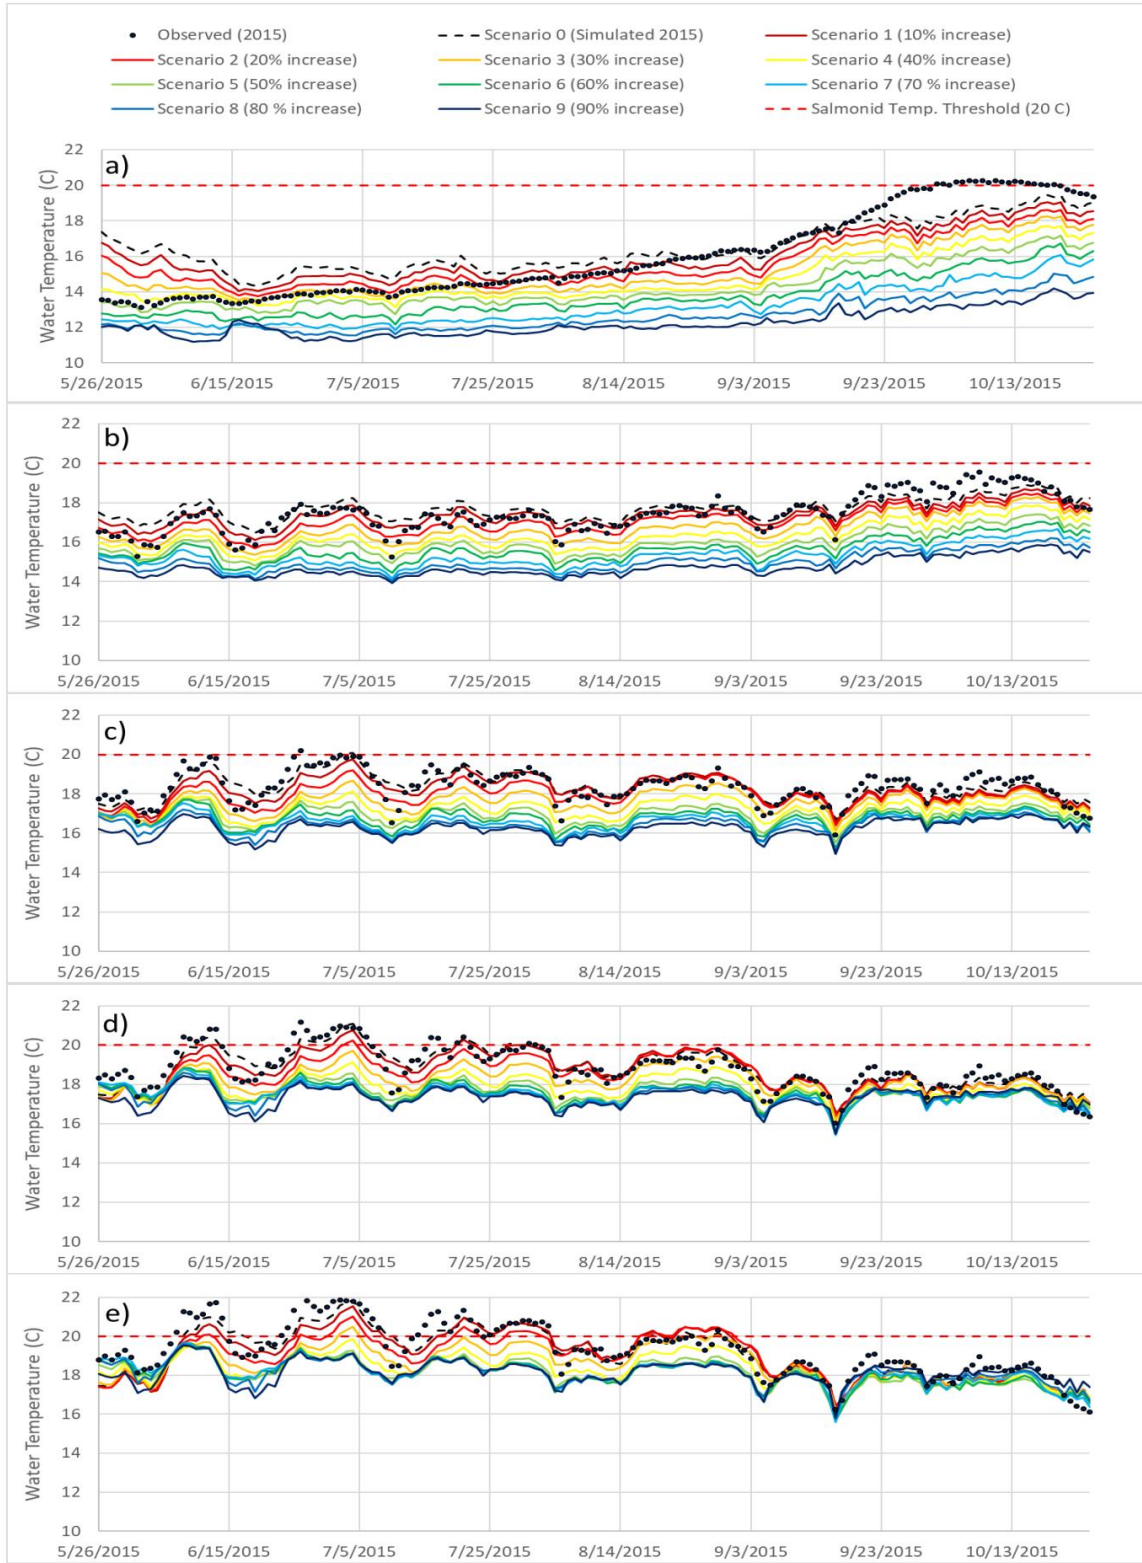 Observed (2015) Scenario 0 (Simulated 2015) Scenario 1 (10% increase)
Scenario 2 (20% increase) Scenario 3 (30% increase) Scenario 4 (40% increase)
Scenario 5 (50% increase) Scenario 6 (60% increase) Scenario 7 (70 % increase)
Scenario 8 (80 % increase) Scenario 9 (90% increase) Salmonid Temp. Threshold (20 C)
a)
Water Temperature (C)
22
20
18
16
14
12
10
5/26/2015 6/15/2015 7/5/2015 7/25/2015 8/14/2015 9/3/2015 9/23/2015 10/13/2015
b)
Water Temperature (C)
22
20
18
16
14
12
10
5/26/2015 6/15/2015 7/5/2015 7/25/2015 8/14/2015 9/3/2015 9/23/2015 10/13/2015
c)
Water Temperature (C)
22
20
18
16
14
12
10
5/26/2015 6/15/2015 7/5/2015 7/25/2015 8/14/2015 9/3/2015 9/23/2015 10/13/2015
d)
Water Temperature (C)
22
20
18
16
14
12
10
5/26/2015 6/15/2015 7/5/2015 7/25/2015 8/14/2015 9/3/2015 9/23/2015 10/13/2015
e)
Water Temperature (C)
22
20
18
16
14
12
10
5/26/2015 6/15/2015 7/5/2015 7/25/2015 8/14/2015 9/3/2015 9/23/2015 10/13/2015